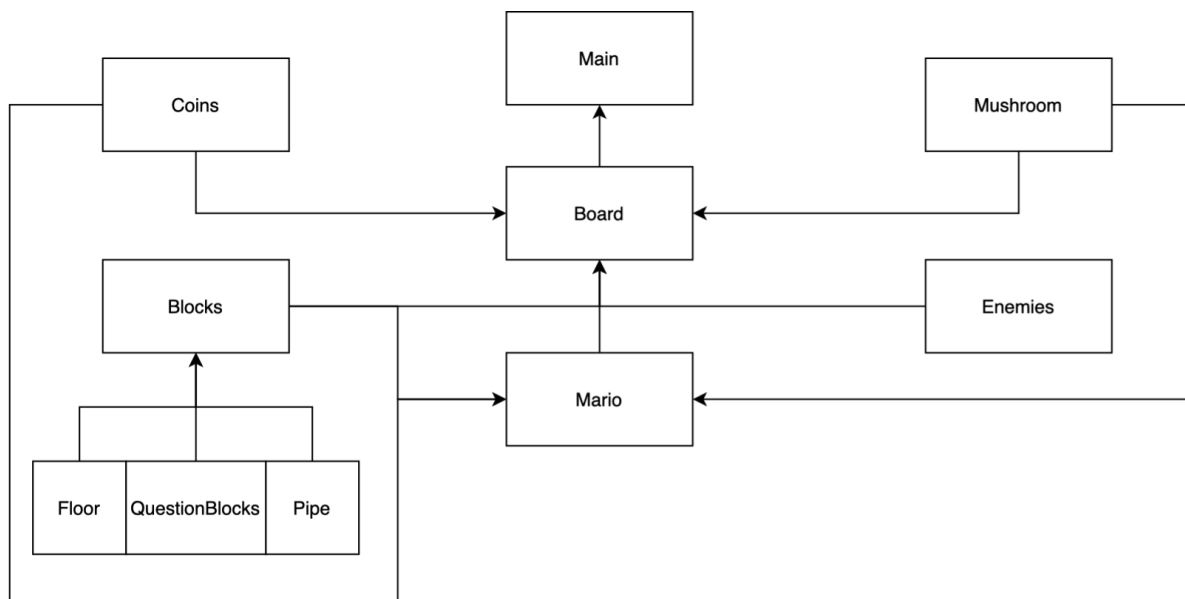 Main
Coins
Mushroom
Board
Blocks
Enemies
Mario
Floor
QuestionBlocks
Pipe